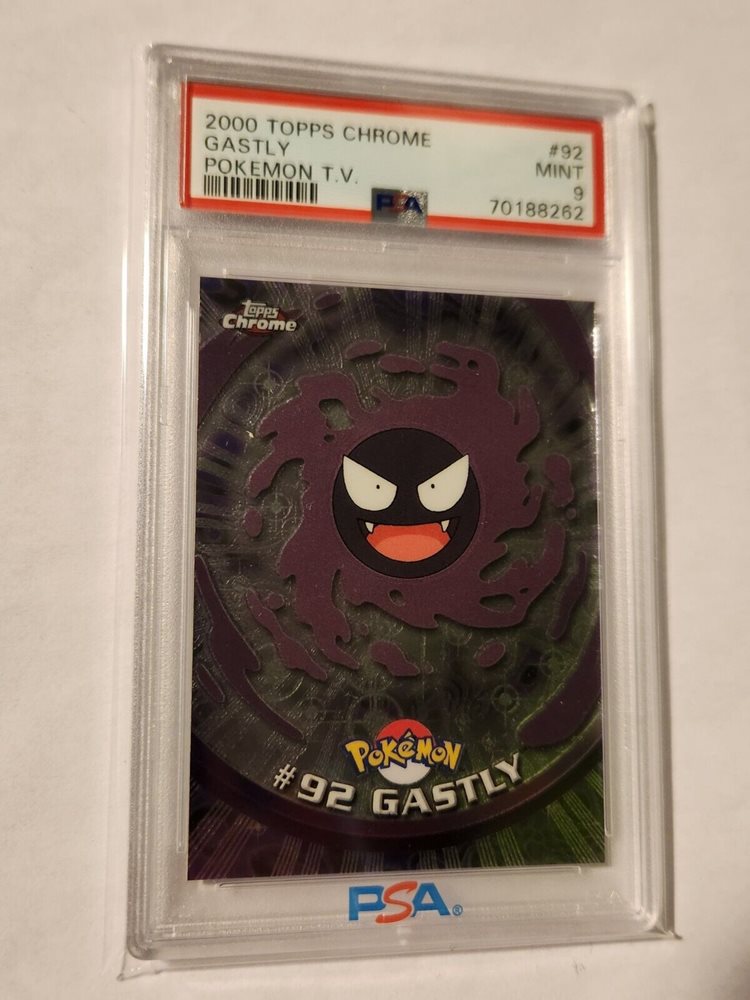 2000 TOPPS CHROME #92
GASTLY MINT
POKEMON T.V. 9
PSA 70188262
Topps
Chrome
POKéMON
#92 GASTLY
PSA®